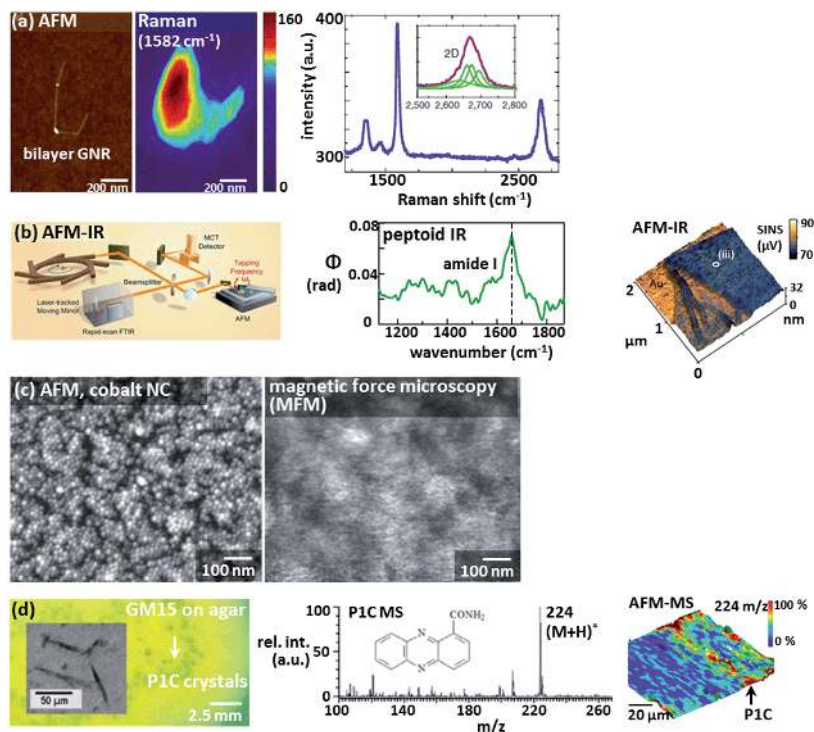 (a) AFM
Raman
(1582 cm⁻¹)
bilayer GNR
200 nm
200 nm
160
0
400
300
intensity (a.u.)
2D
2,500 2,600 2,700 2,800
1500 2500
Raman shift (cm⁻¹)
(b) AFM-IR
MCT
Detector
Tapping
Frequency
Beamsplitter
Laser-tracked
Moving Mirror
Rapid-scan FTIR
AFM
0.08
0.04
0
Φ
(rad)
peptoid IR
amide I
1200 1400 1600 1800
wavenumber (cm⁻¹)
AFM-IR
SINS
(µV)
90
70
(iii)
Au
32
0
nm
2
1
0
µm
(c) AFM, cobalt NC
100 nm
magnetic force microscopy
(MFM)
100 nm
(d)
GM15 on agar
P1C crystals
50 µm
2.5 mm
100
50
0
rel. int.
(a.u.)
P1C MS
CONH₂
N
N
224
(M+H)⁺
100 140 180 220 260
m/z
AFM-MS
224 m/z
100 %
0 %
20 µm
P1C